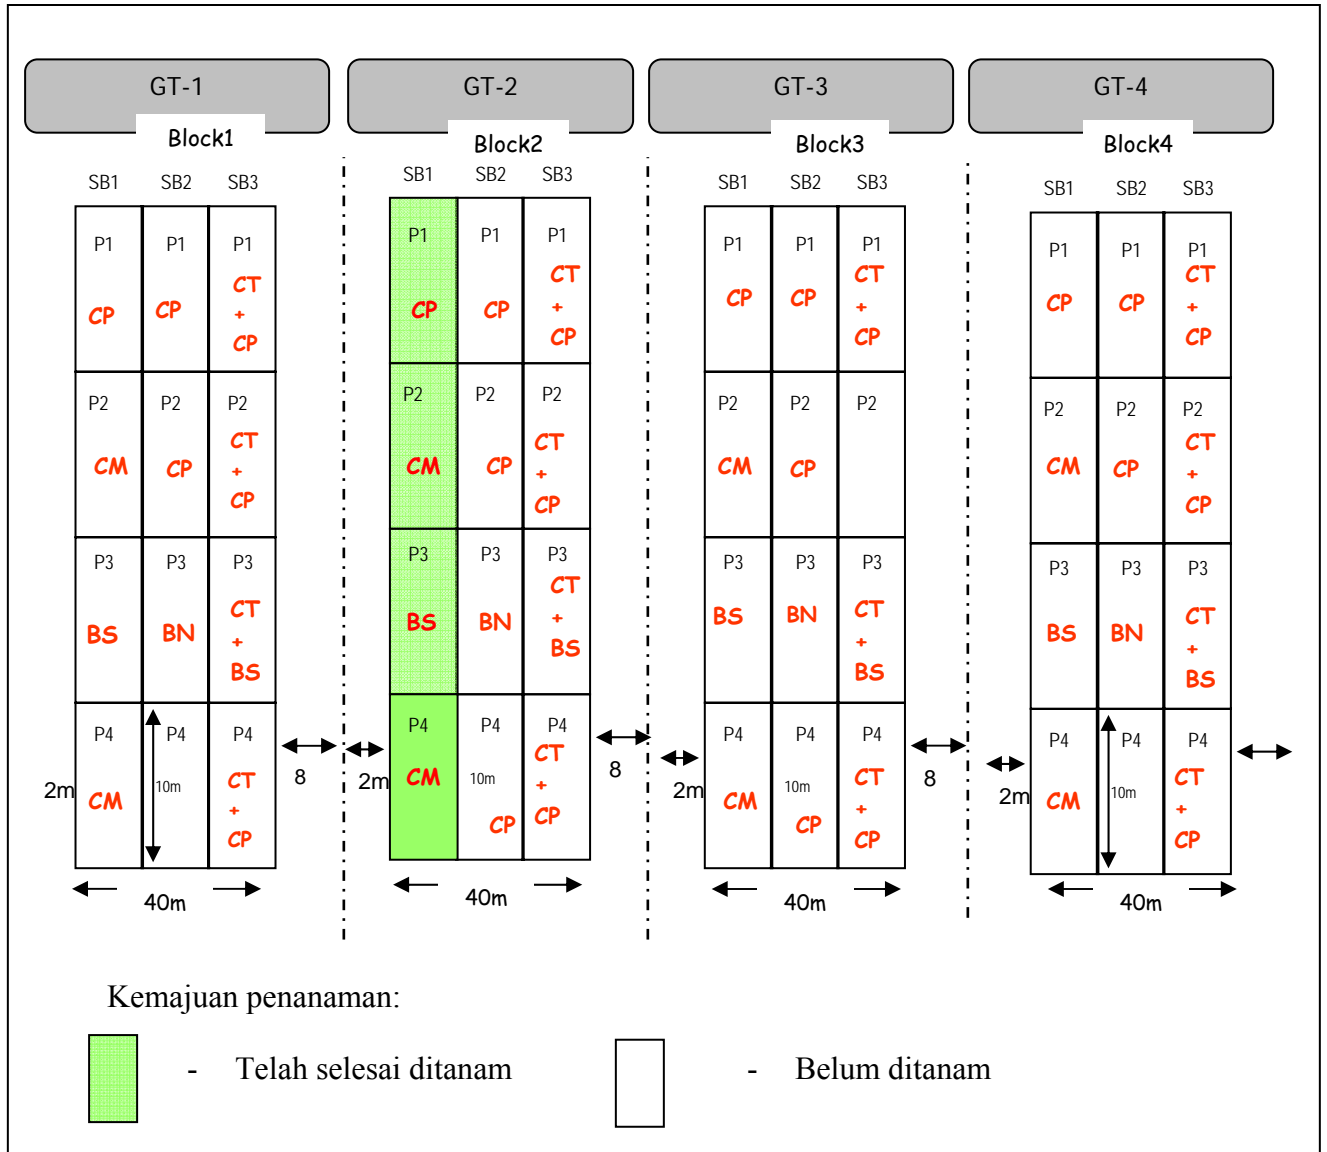 GT-1 GT-2 GT-3 GT-4
Block1 Block2 Block3 Block4
SB1 SB2 SB3 SB1 SB2 SB3 SB1 SB2 SB3 SB1 SB2 SB3
P1 P1 P1 P1 P1 P1 P1 P1 P1 P1 P1 P1
CP CP CT + CP CP CP CT + CP CP CP CT + CP CP CP CT + CP
P2 P2 P2 P2 P2 P2 P2 P2 P2 P2 P2 P2
CM CP CT + CP CM CP CT + CP CM CP CM CP CT + CP
P3 P3 P3 P3 P3 P3 P3 P3 P3 P3 P3 P3
BS BN CT + BS BS BN CT + BS BS BN CT + BS BS BN CT + BS
P4 P4 P4 P4 P4 P4 P4 P4 P4 P4 P4 P4
2m CM 10m CT + CP 8 2m CM 10m CP CT + CP 8 2m CM 10m CP CT + CP 8 2m CM 10m CT + CP
40m 40m 40m 40m
Kemajuan penanaman:
- Telah selesai ditanam - Belum ditanam